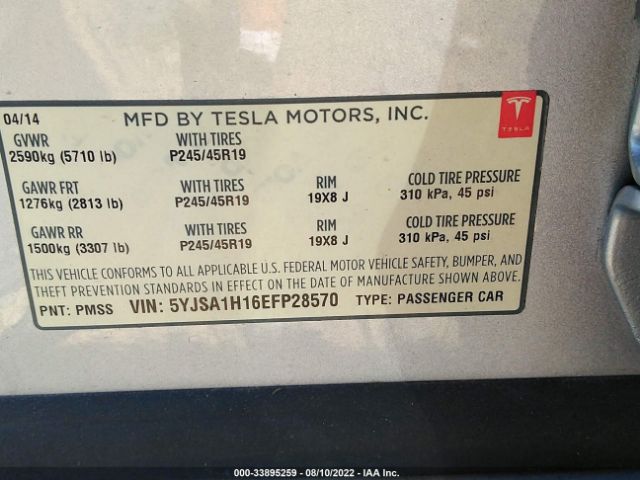 04/14 MFD BY TESLA MOTORS, INC.
TESLA
GVWR WITH TIRES
2590kg (5710 lb) P245/45R19
GAWR FRT WITH TIRES RIM COLD TIRE PRESSURE
1276kg (2813 lb) P245/45R19 19X8 J 310 kPa, 45 psi
GAWR RR WITH TIRES RIM COLD TIRE PRESSURE
1500kg (3307 lb) P245/45R19 19X8 J 310 kPa, 45 psi
THIS VEHICLE CONFORMS TO ALL APPLICABLE U.S. FEDERAL MOTOR VEHICLE SAFETY, BUMPER, AND
THEFT PREVENTION STANDARDS IN EFFECT ON THE DATE OF MANUFACTURE SHOWN ABOVE.
PNT: PMSS VIN: 5YJSA1H16EFP28570 TYPE: PASSENGER CAR
000-33895259 - 08/10/2022 - IAA Inc.